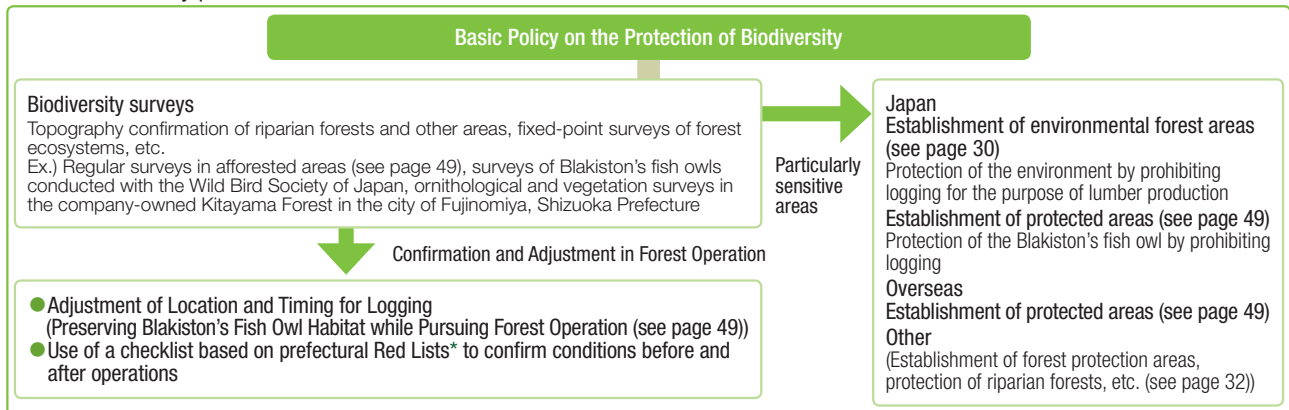 Basic Policy on the Protection of Biodiversity
Biodiversity surveys
Topography confirmation of riparian forests and other areas, fixed-point surveys of forest
ecosystems, etc.
Ex.) Regular surveys in afforested areas (see page 49), surveys of Blakiston's fish owls
conducted with the Wild Bird Society of Japan, ornithological and vegetation surveys in
the company-owned Kitayama Forest in the city of Fujinomiya, Shizuoka Prefecture
Particularly
sensitive
areas
Japan
Establishment of environmental forest areas
(see page 30)
Protection of the environment by prohibiting
logging for the purpose of lumber production
Establishment of protected areas (see page 49)
Protection of the Blakiston's fish owl by prohibiting
logging
Overseas
Establishment of protected areas (see page 49)
Other
(Establishment of forest protection areas,
protection of riparian forests, etc. (see page 32))
Confirmation and Adjustment in Forest Operation
●Adjustment of Location and Timing for Logging
(Preserving Blakiston's Fish Owl Habitat while Pursuing Forest Operation (see page 49))
●Use of a checklist based on prefectural Red Lists* to confirm conditions before and
after operations